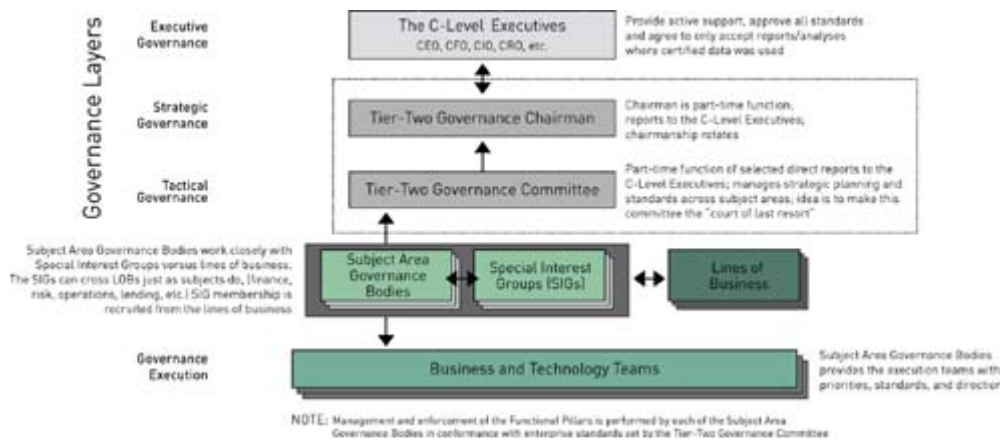 Governance Layers
Executive
Governance
The C-Level Executives
CEO, CFO, CIO, CRO, etc.
Provide active support, approve all standards
and agree to only accept reports/analyses
where certified data was used
Strategic
Governance
Tier-Two Governance Chairman
Chairman is part-time function;
reports to the C-Level Executives;
chairmanship rotates
Tactical
Governance
Tier-Two Governance Committee
Part-time function of selected direct reports to the
C-Level Executives; manages strategic planning and
standards across subject areas; idea is to make this
committee the "court of last resort"
Subject Area Governance Bodies work closely with
Special Interest Groups versus lines of business.
The SIGs can cross LOBs just as subjects do, (finance,
risk, operations, lending, etc.) SIG membership is
recruited from the lines of business
Subject Area
Governance
Bodies
Special Interest
Groups (SIGs)
Lines of
Business
Governance
Execution
Business and Technology Teams
Subject Area Governance Bodies
provides the execution teams with
priorities, standards, and direction
NOTE: Management and enforcement of the Functional Pillars is performed by each of the Subject Area
Governance Bodies in conformance with enterprise standards set by the Tier-Two Governance Committee